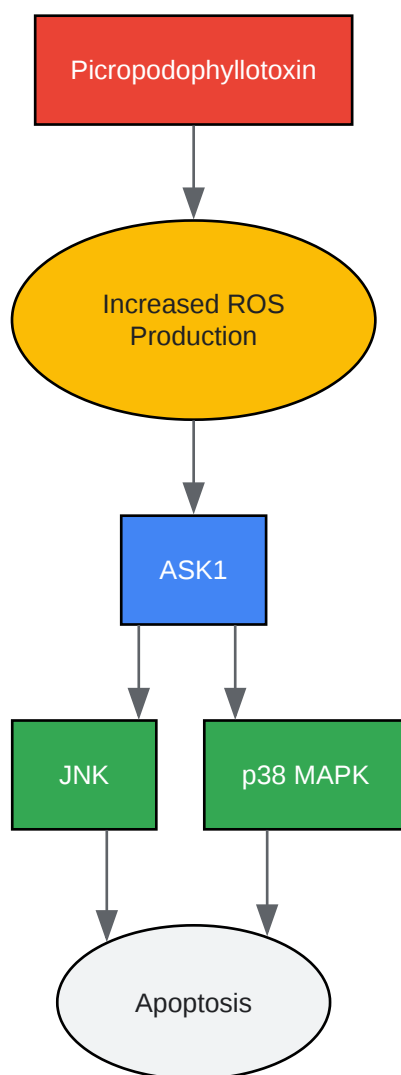 Picropodophyllotoxin
Increased ROS
Production
ASK1
JNK
p38 MAPK
Apoptosis